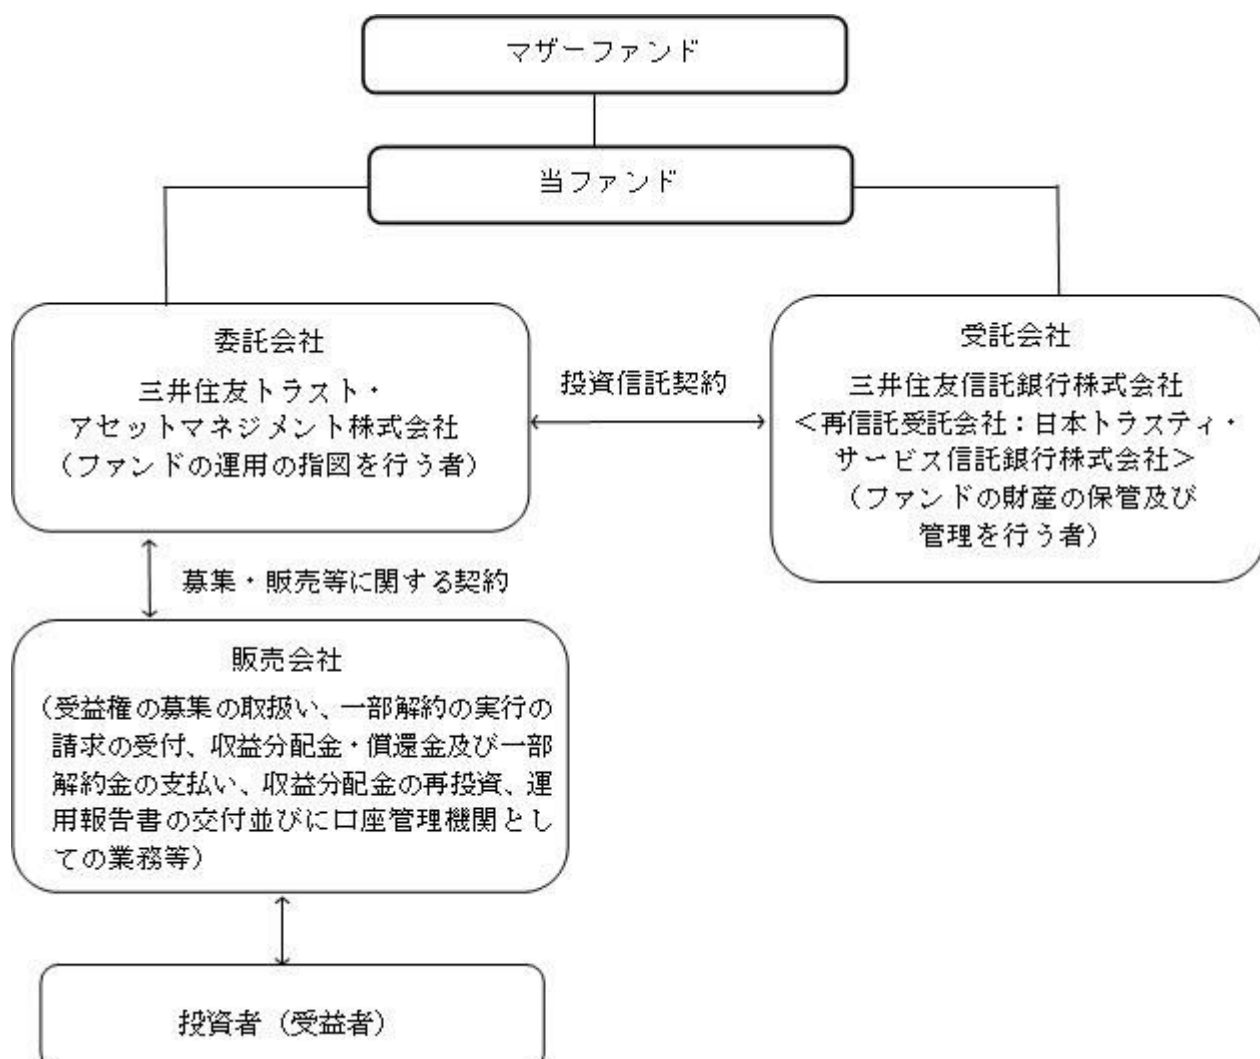 マザーファンド
当ファンド
委託会社
三井住友トラスト・
アセットマネジメント株式会社
（ファンドの運用の指図を行う者）
投資信託契約
受託会社
三井住友信託銀行株式会社
＜再信託受託会社：日本トラスティ・
サービス信託銀行株式会社＞
（ファンドの財産の保管及び
管理を行う者）
募集・販売等に関する契約
販売会社
（受益権の募集の取扱い、一部解約の実行の
請求の受付、収益分配金・償還金及び一部
解約金の支払い、収益分配金の再投資、運
用報告書の交付並びに口座管理機関とし
ての業務等）
投資者（受益者）